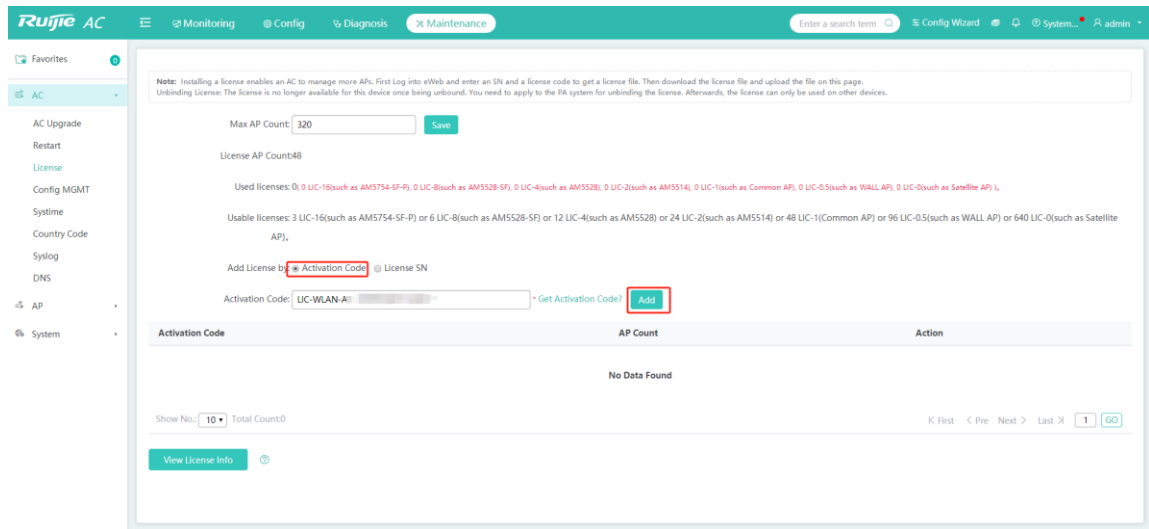 Ruijie AC
Monitoring Config Diagnosis Maintenance Enter a search term Config Wizard System... admin
Favorites 0
AC
AC Upgrade
Restart
License
Config MGMT
Systime
Country Code
Syslog
DNS
AP
System
Note: Installing a license enables an AC to manage more APs. First Log into eWeb and enter an SN and a license code to get a license file. Then download the license file and upload the file on this page.
Unbinding License: The license is no longer available for this device once being unbound. You need to apply to the PA system for unbinding the license. Afterwards, the license can only be used on other devices.
Max AP Count: 320 Save
License AP Count:48
Used licenses: 0( 0 LIC-16(such as AM5754-SF-P), 0 LIC-8(such as AM5528-SF), 0 LIC-4(such as AM5528), 0 LIC-2(such as AM5514), 0 LIC-1(such as Common AP), 0 LIC-0.5(such as WALL AP), 0 LIC-0(such as Satellite AP) )。
Usable licenses: 3 LIC-16(such as AM5754-SF-P) or 6 LIC-8(such as AM5528-SF) or 12 LIC-4(such as AM5528) or 24 LIC-2(such as AM5514) or 48 LIC-1(Common AP) or 96 LIC-0.5(such as WALL AP) or 640 LIC-0(such as Satellite
AP)。
Add License by: Activation Code License SN
Activation Code: LIC-WLAN-A * Get Activation Code? Add
Activation Code AP Count Action
No Data Found
Show No.: 10 Total Count:0 First < Pre Next > Last 1 GO
View License Info